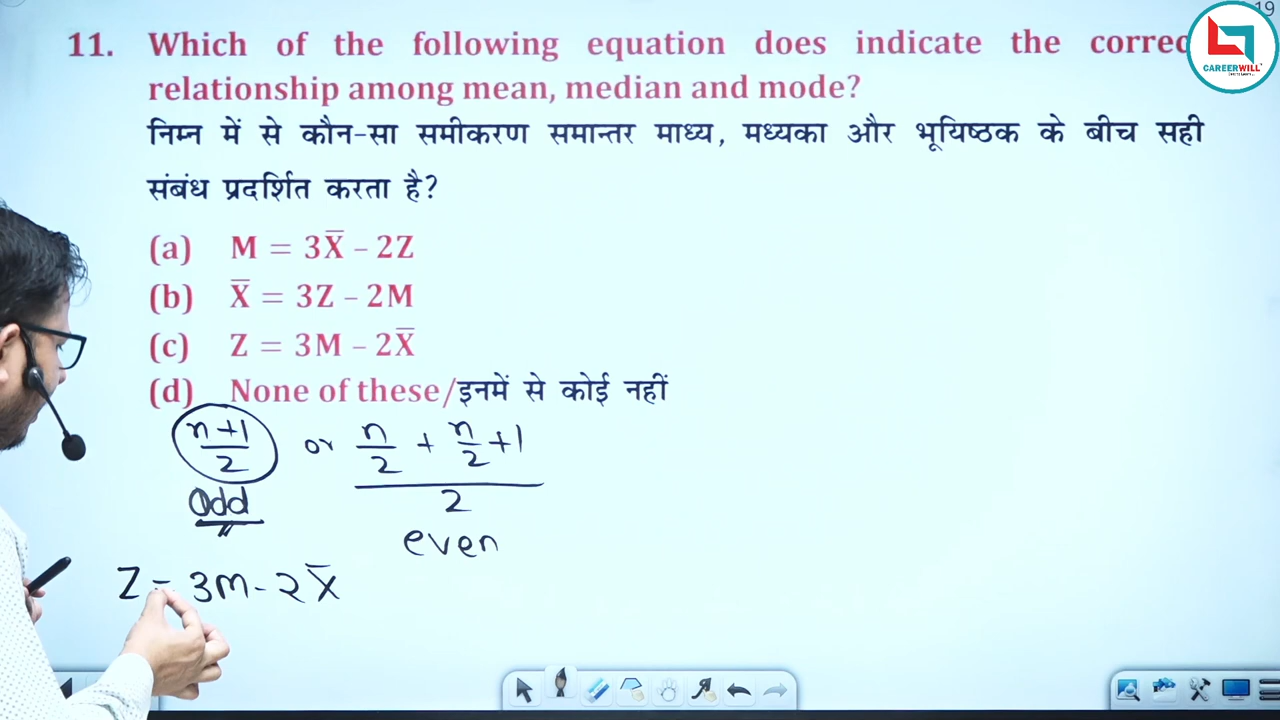 19
11. Which of the following equation does indicate the correc
relationship among mean, median and mode?
निम्न में से कौन-सा समीकरण समान्तर माध्य, मध्यका और भूयिष्ठक के बीच सही
संबंध प्रदर्शित करता है?
(a) M = 3X̅ – 2Z
(b) X̅ = 3Z – 2M
(c) Z = 3M – 2X̅
(d) None of these/इनमें से कोई नहीं
n+1/2 or n/2 + n/2 +1
2
odd
even
Z = 3M - 2X̅
CAREERWILL